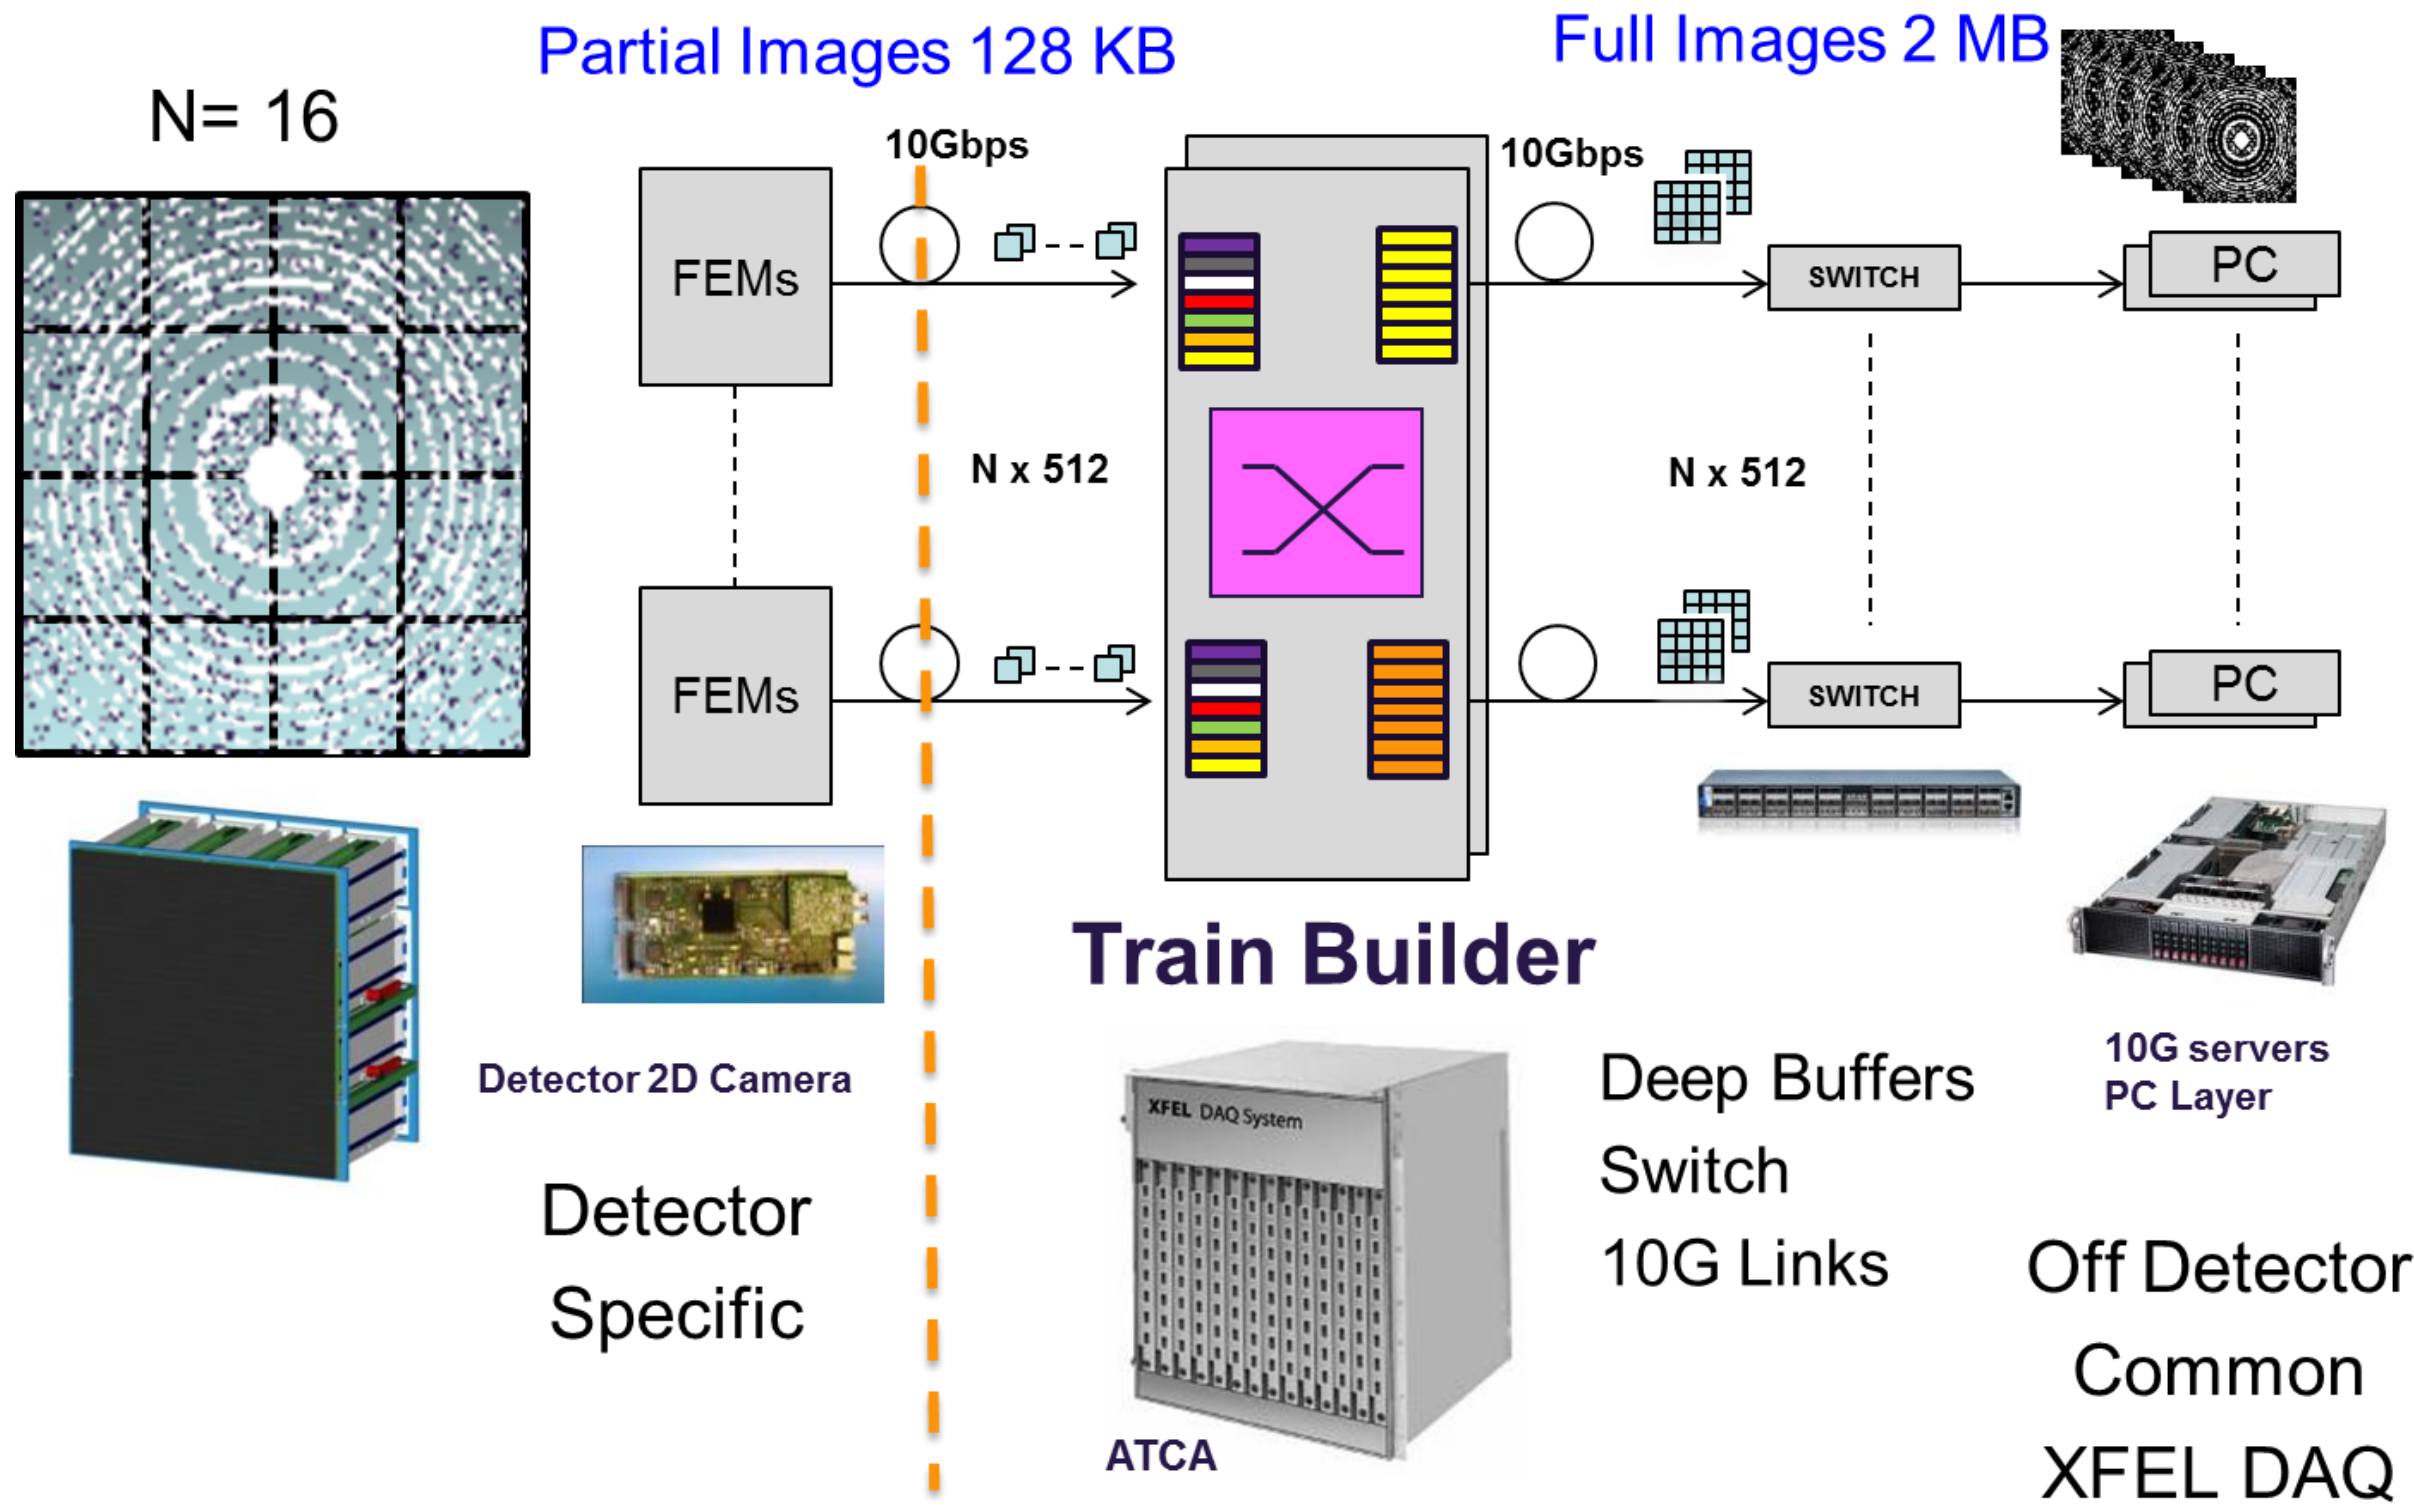 Partial Images 128 KB
Full Images 2 MB
N= 16
10Gbps
10Gbps
FEMs
SWITCH
PC
N x 512
N x 512
FEMs
SWITCH
PC
Train Builder
Detector 2D Camera
10G servers
PC Layer
XFEL DAQ System
Deep Buffers
Switch
10G Links
Detector
Specific
Off Detector
Common
XFEL DAQ
ATCA